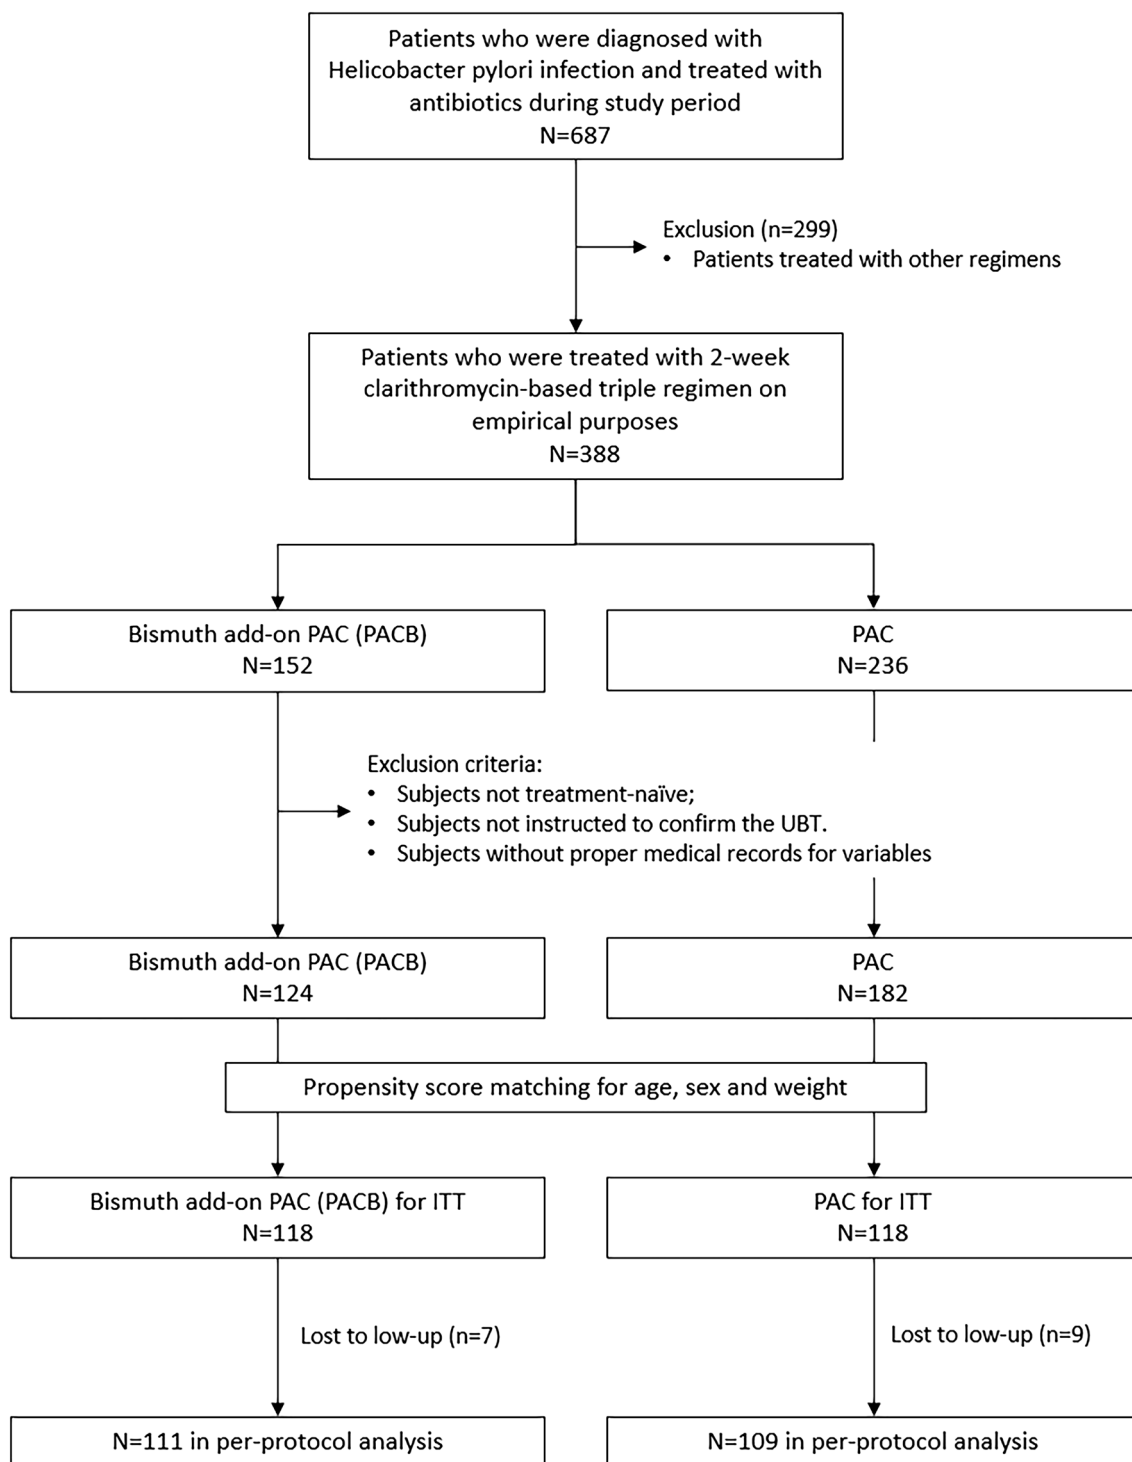 Patients who were diagnosed with
Helicobacter pylori infection and treated with
antibiotics during study period
N=687
Exclusion (n=299)
• Patients treated with other regimens
Patients who were treated with 2-week
clarithromycin-based triple regimen on
empirical purposes
N=388
Bismuth add-on PAC (PACB)
N=152
PAC
N=236
Exclusion criteria:
• Subjects not treatment-naïve;
• Subjects not instructed to confirm the UBT.
• Subjects without proper medical records for variables
Bismuth add-on PAC (PACB)
N=124
PAC
N=182
Propensity score matching for age, sex and weight
Bismuth add-on PAC (PACB) for ITT
N=118
PAC for ITT
N=118
Lost to low-up (n=7)
Lost to low-up (n=9)
N=111 in per-protocol analysis
N=109 in per-protocol analysis